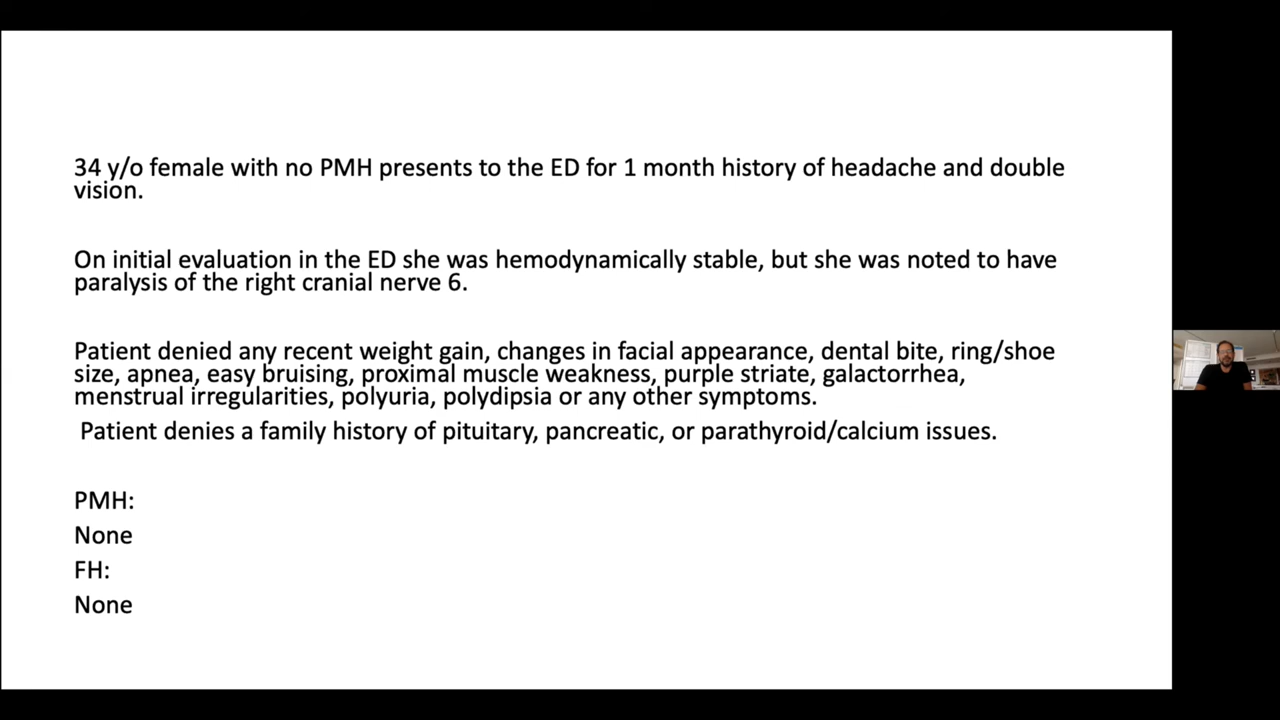 34 y/o female with no PMH presents to the ED for 1 month history of headache and double
vision.
On initial evaluation in the ED she was hemodynamically stable, but she was noted to have
paralysis of the right cranial nerve 6.
Patient denied any recent weight gain, changes in facial appearance, dental bite, ring/shoe
size, apnea, easy bruising, proximal muscle weakness, purple striate, galactorrhea,
menstrual irregularities, polyuria, polydipsia or any other symptoms.
Patient denies a family history of pituitary, pancreatic, or parathyroid/calcium issues.
PMH:
None
FH:
None